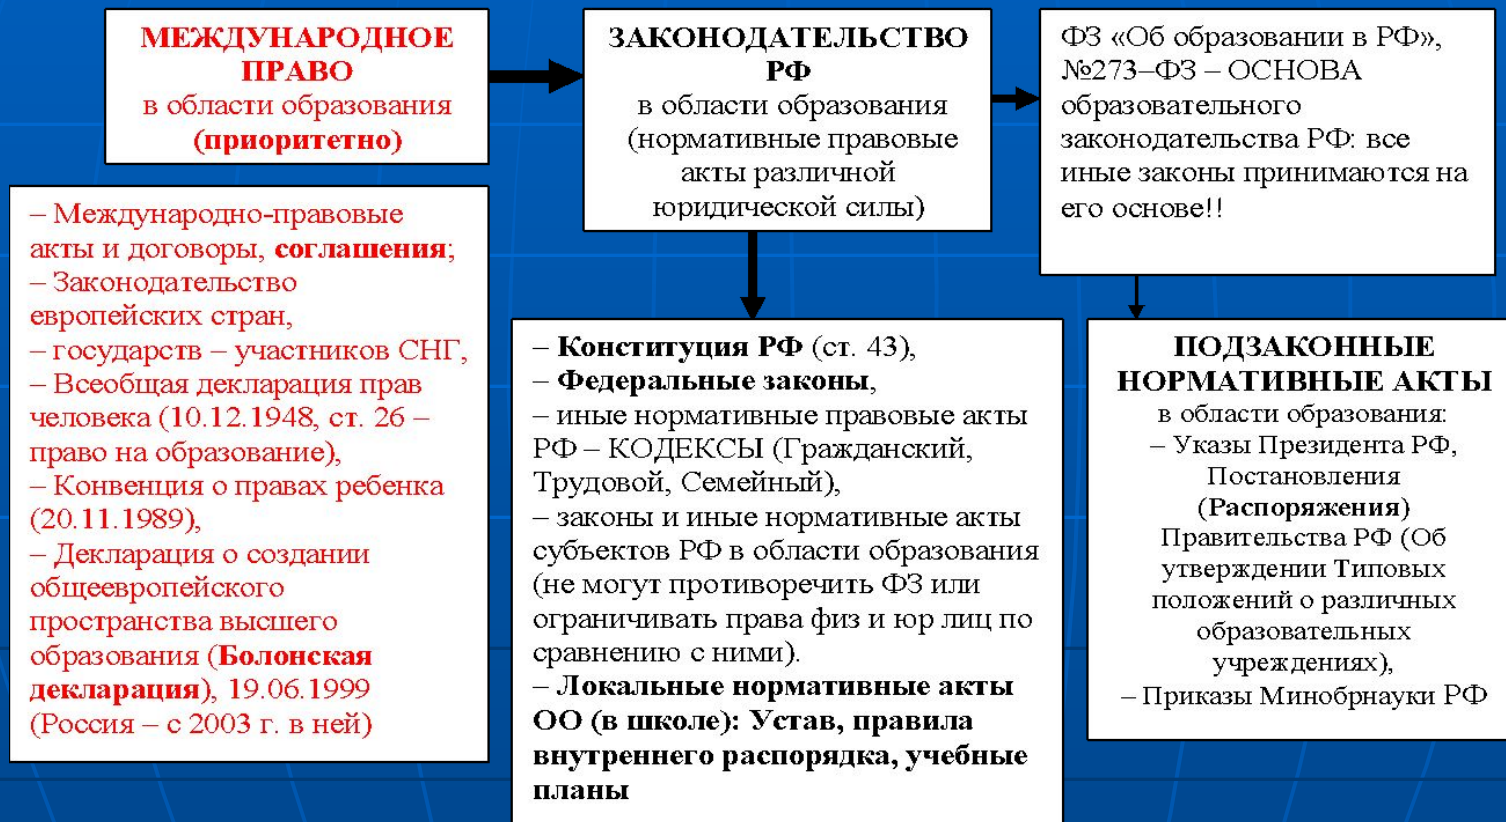 МЕЖДУНАРОДНОЕ
ПРАВО
в области образования
(приоритетно)
– Международно-правовые
акты и договоры, соглашения;
– Законодательство
европейских стран,
– государств – участников СНГ,
– Всеобщая декларация прав
человека (10.12.1948, ст. 26 –
право на образование),
– Конвенция о правах ребенка
(20.11.1989),
– Декларация о создании
общеевропейского
пространства высшего
образования (Болонская
декларация), 19.06.1999
(Россия – с 2003 г. в ней)
ЗАКОНОДАТЕЛЬСТВО
РФ
в области образования
(нормативные правовые
акты различной
юридической силы)
– Конституция РФ (ст. 43),
– Федеральные законы,
– иные нормативные правовые акты
РФ – КОДЕКСЫ (Гражданский,
Трудовой, Семейный),
– законы и иные нормативные акты
субъектов РФ в области образования
(не могут противоречить ФЗ или
ограничивать права физ и юр лиц по
сравнению с ними).
– Локальные нормативные акты
ОО (в школе): Устав, правила
внутреннего распорядка, учебные
планы
ФЗ «Об образовании в РФ»,
№273–ФЗ – ОСНОВА
образовательного
законодательства РФ: все
иные законы принимаются на
его основе!!
ПОДЗАКОННЫЕ
НОРМАТИВНЫЕ АКТЫ
в области образования:
– Указы Президента РФ,
Постановления
(Распоряжения)
Правительства РФ (Об
утверждении Типовых
положений о различных
образовательных
учреждениях),
– Приказы Минобрнауки РФ